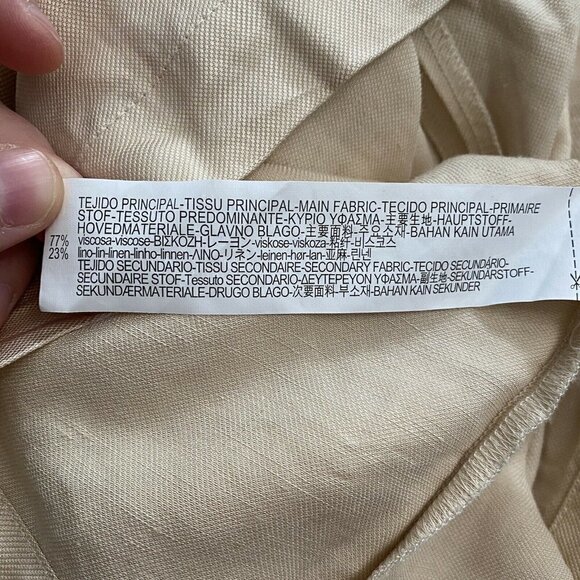 TEJIDO PRINCIPAL-TISSU PRINCIPAL-MAIN FABRIC-TECIDO PRINCIPAL-PRIMAIRE
STOF-TESSUTO PREDOMINANTE-ΚΥΡΙΟ ΥΦΑΣΜΑ-主要生地-HAUPTSTOFF-
HOVEDMATERIALE-GLAVNO BLAGO-主要面料-주요소재-BAHAN KAIN UTAMA
77% viscosa-viscose-ΒΙΣΚΟΖΗ-レーヨン-viskose-viskoza-粘纤-비스코스
23% lino-lin-linen-linho-linnen-ΛΙΝΟ-リネン-leinen-hør-lan-亚麻-린넨
TEJIDO SECUNDARIO-TISSU SECONDAIRE-SECONDARY FABRIC-TECIDO SECUNDÁRIO-
SECUNDAIRE STOF-Tessuto SECONDARIO-ΔΕΥΤΕΡΕΥΟΝ ΥΦΑΣΜΑ-副生地-SEKUNDARSTOFF-
SEKUNDÆRMATERIALE-DRUGO BLAGO-次要面料-부소재-BAHAN KAIN SEKUNDER